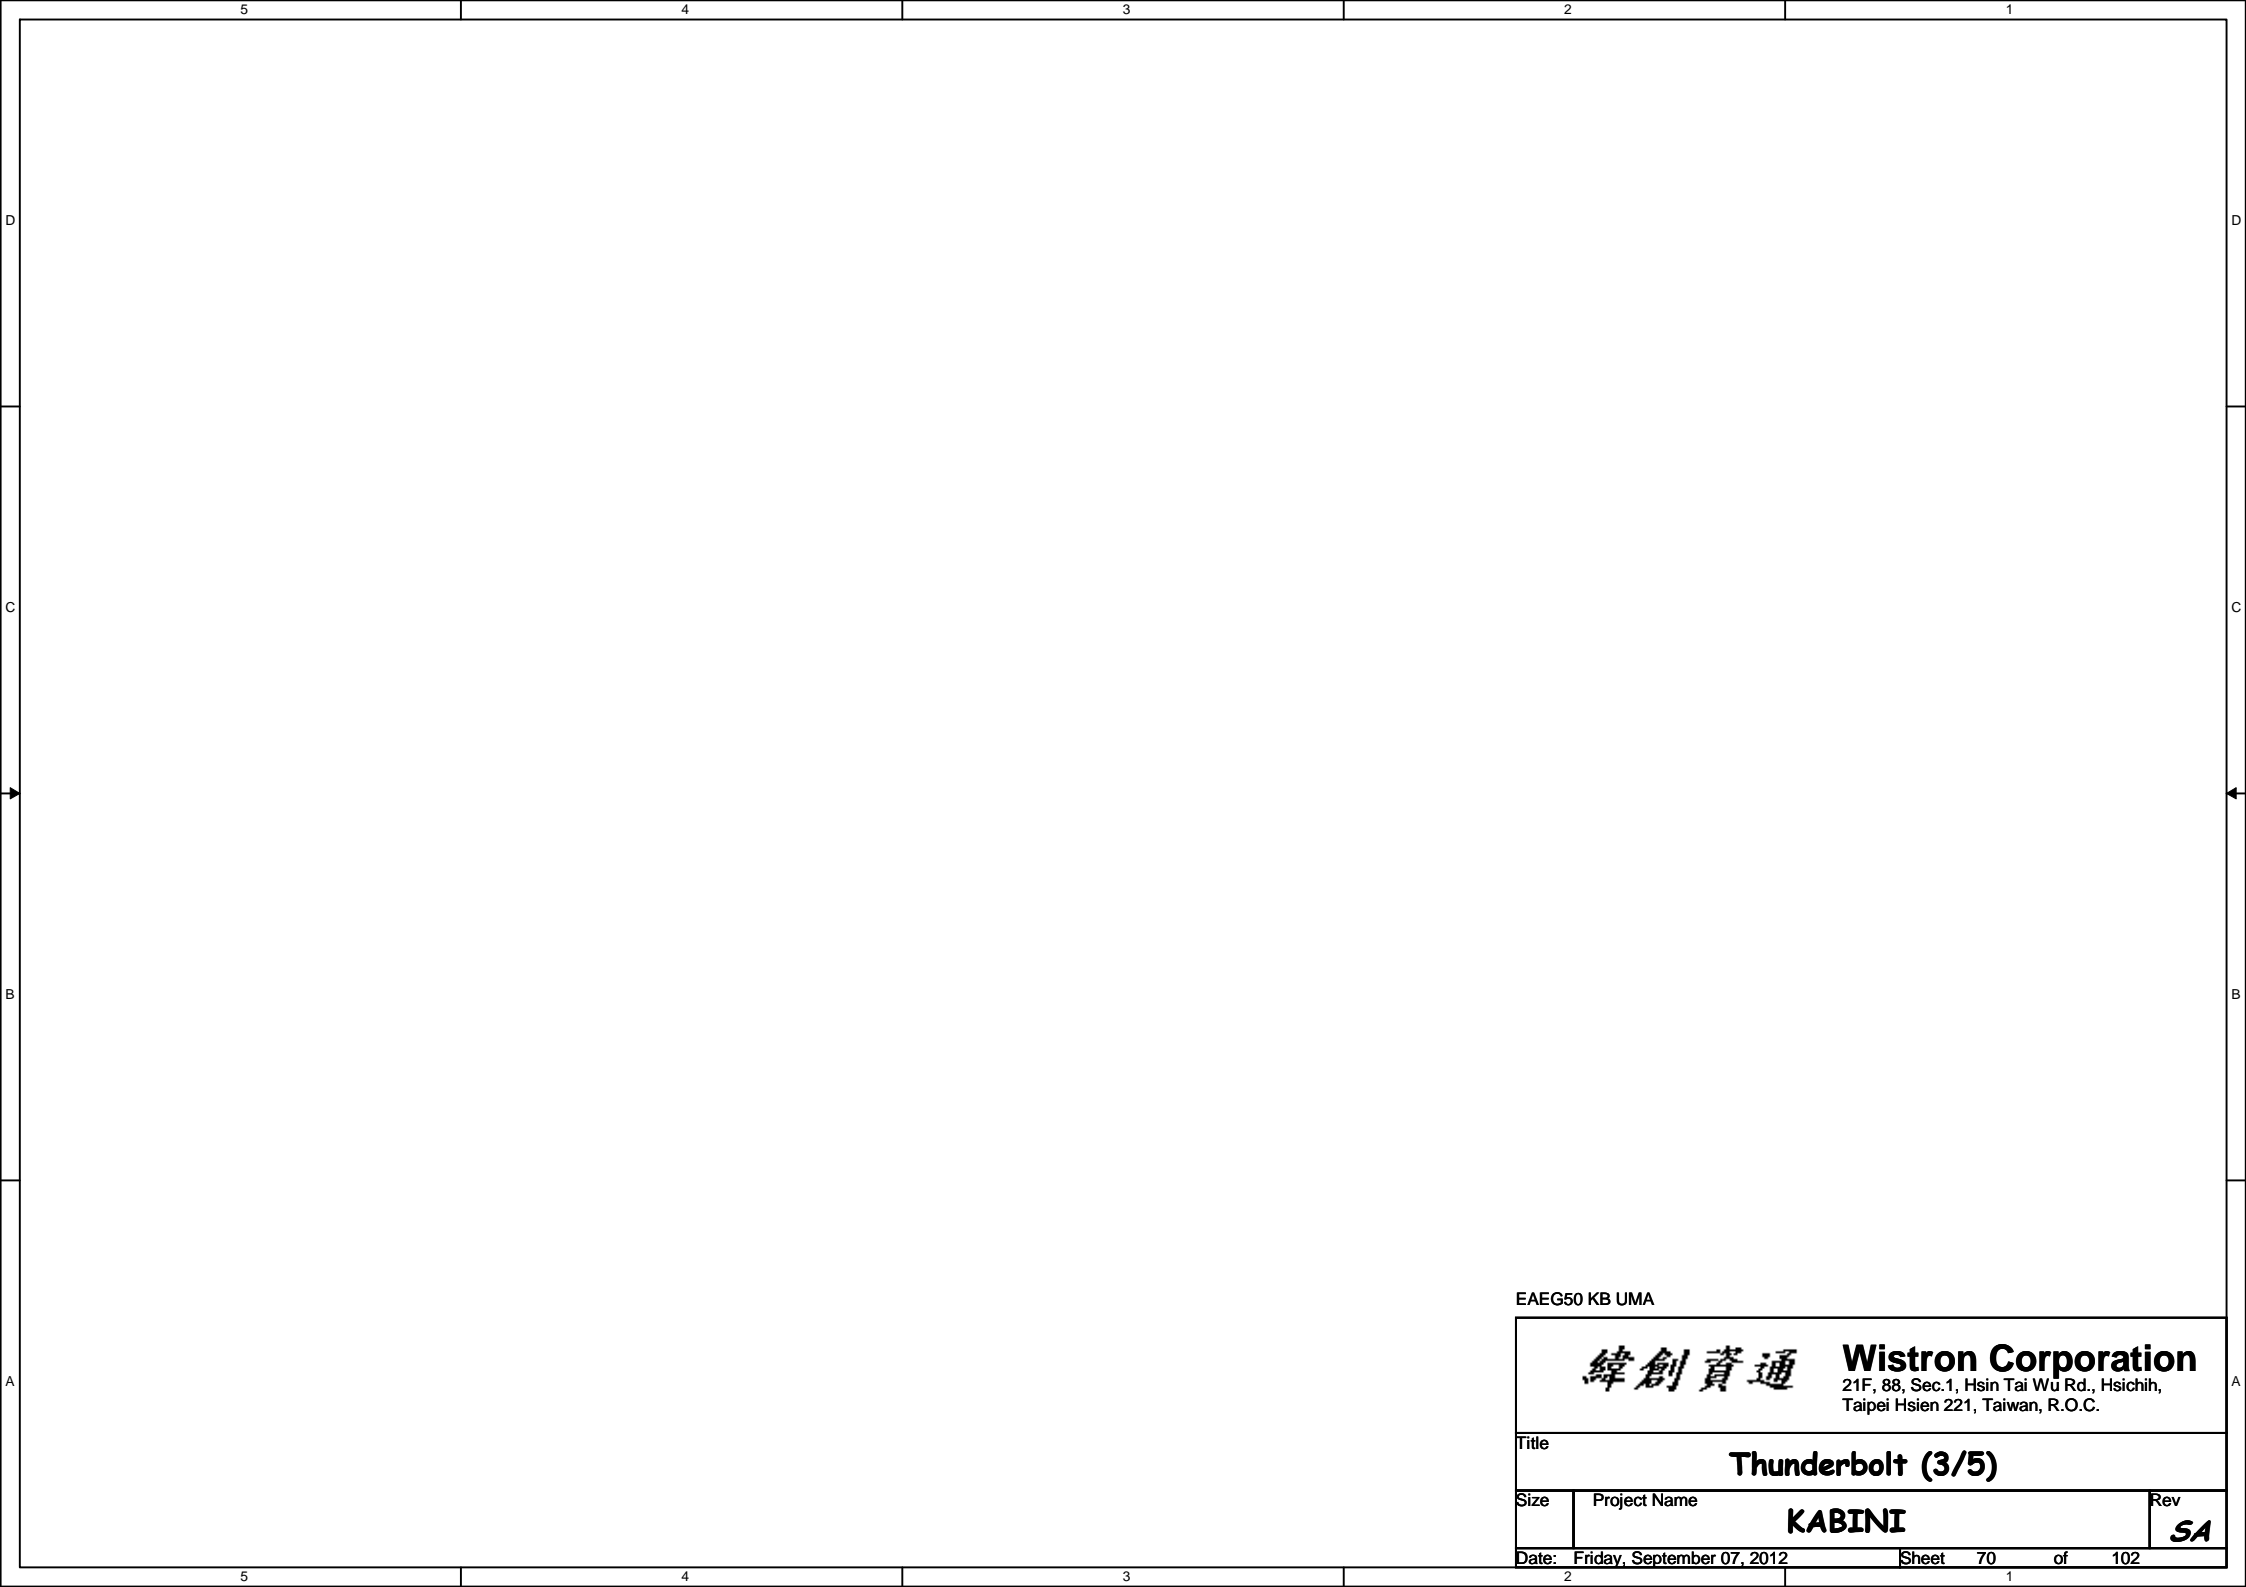 5 4 3 2 1
D D
C C
B B
A A
EAEG50 KB UMA
緯創資通
Wistron Corporation
21F, 88, Sec.1, Hsin Tai Wu Rd., Hsichih,
Taipei Hsien 221, Taiwan, R.O.C.
Title
Thunderbolt (3/5)
Size Project Name Rev
KABINI SA
Date: Friday, September 07, 2012 Sheet 70 of 102
5 4 3 2 1